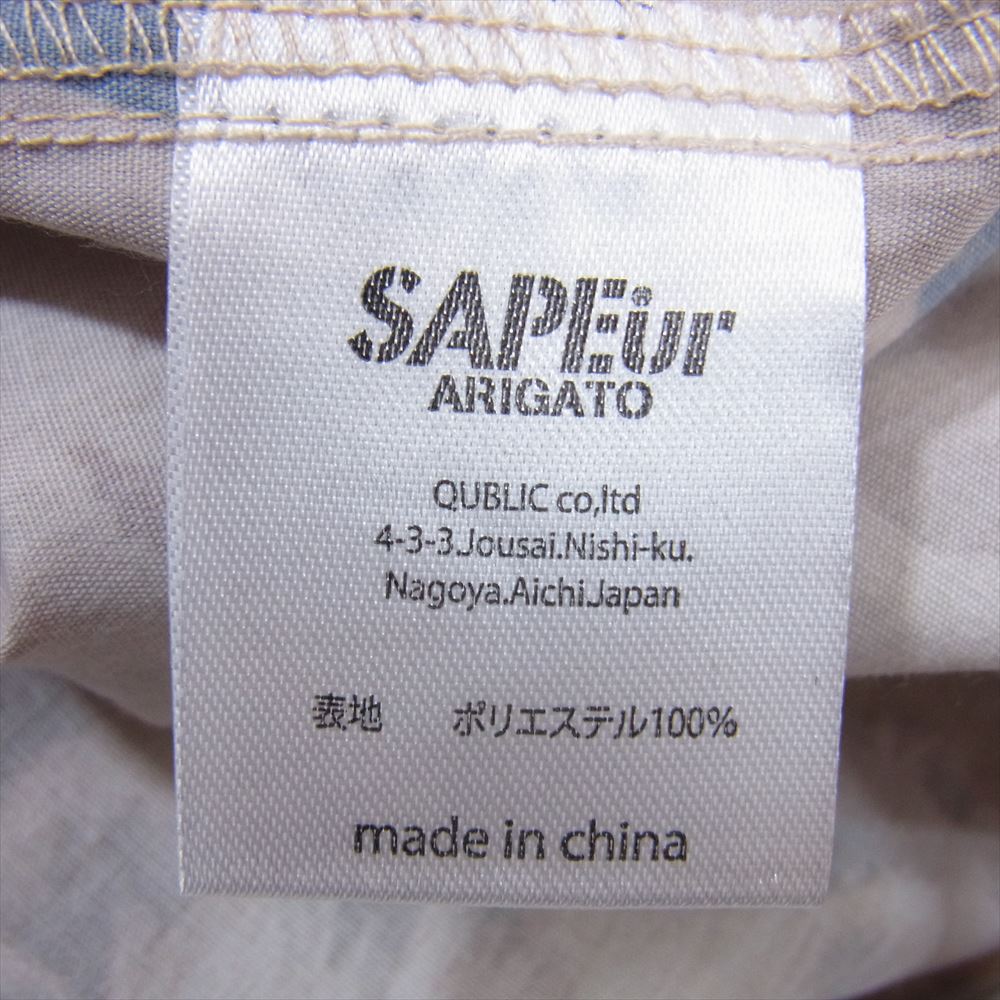 SAPEur
ARIGATO
QUBLIC co,ltd
4-3-3.Jousai.Nishi-ku.
Nagoya.Aichi.Japan
表地 ポリエステル100%
made in china